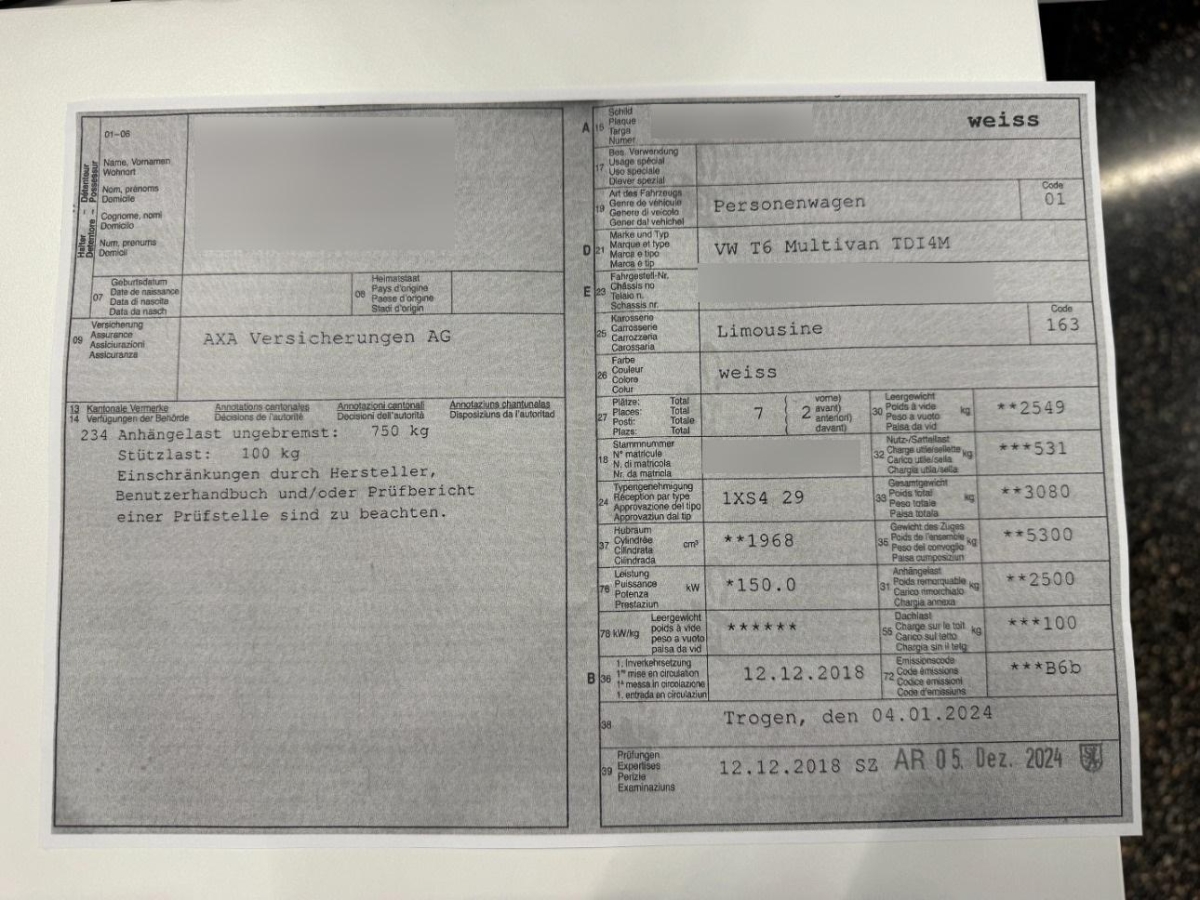 01-06
Halter - Détenteur
Detentore - Possessur
Name, Vornamen
Wohnort
Nom, prénoms
Domicile
Cognome, nomi
Domicilio
Num, prenums
Domicil
07
Geburtsdatum
Date de naissance
Data di nascita
Data da nasch
08
Heimatstaat
Pays d'origine
Paese d'origine
Stadi d'origin
09
Versicherung
Assurance
Assicurazioni
Assicuranza
AXA Versicherungen AG
13 Kantonale Vermerke Annotations cantonales Annotazioni cantonali Annotaziuns chantunalas
14 Verfügungen der Behörde Décisions de l'autorité Decisioni dell'autorità Disposiziuns da l'autoritad
234 Anhängelast ungebremst: 750 kg
Stützlast: 100 kg
Einschränkungen durch Hersteller,
Benutzerhandbuch und/oder Prüfbericht
einer Prüfstelle sind zu beachten.
A
Schild
Plaque
Targa
Numer
weiss
17
Bes. Verwendung
Usage spécial
Uso speciale
Diever spezial
19
Art des Fahrzeugs
Genre de véhicule
Genere di veicolo
Gener dal vehichel
Personenwagen
Code
01
D 21
Marke und Typ
Marque et type
Marca e tipo
Marca e tip
VW T6 Multivan TDI4M
E 23
Fahrgestell-Nr.
Châssis no
Telaio n.
Schassis nr.
25
Karosserie
Carrosserie
Carrozzeria
Carossaria
Limousine
Code
163
26
Farbe
Couleur
Colore
Colur
weiss
27
Plätze: Total
Places: Total
Posti: Totale
Plazs: Total
7
2
( vorne)
( avant)
( anteriori)
( davant)
30
Leergewicht
Poids à vide kg
Peso a vuoto
Paisa da vid
**2549
18
Stammnummer
N° matricule
N. di matricola
Nr. da matricla
32
Nutz-/Sattellast
Charge utile/sellette kg
Carico utile/sella
Chargia utila/sella
***531
24
Typengenehmigung
Réception par type
Approvazione del tipo
Approvaziun dal tip
1XS4 29
33
Gesamtgewicht
Poids total kg
Peso totale
Paisa totala
**3080
37
Hubraum
Cylindrée cm³
Cilindrata
Cilindrada
**1968
35
Gewicht des Zuges
Poids de l'ensemble kg
Peso del convoglio
Paisa cumposiziun
**5300
76
Leistung
Puissance kW
Potenza
Prestaziun
*150.0
31
Anhängelast
Poids remorquable kg
Carico rimorchiato
Chargia annexa
**2500
78 kW/kg
Leergewicht
poids à vide
peso a vuoto
paisa da vid
******
55
Dachlast
Charge sur le toit kg
Carico sul tetto
Chargia sin il tetg
***100
B 36
1. Inverkehrsetzung
1re mise en circulation
1a messa in circolazione
1. entrada en circulaziun
12.12.2018
72
Emissionscode
Code émissions
Codice emissioni
Code d'emissiuns
***B6b
38
Trogen, den 04.01.2024
39
Prüfungen
Expertises
Perizie
Examinaziuns
12.12.2018 SZ AR 05. Dez. 2024